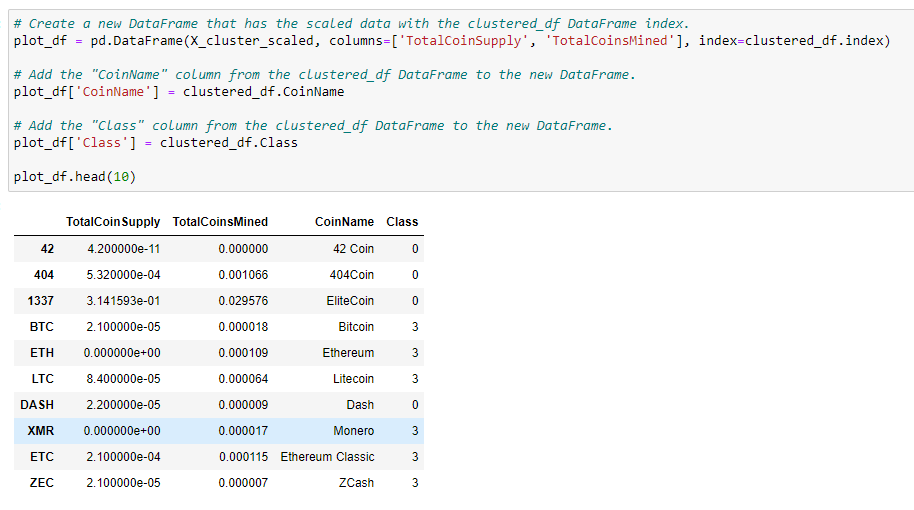 # Create a new DataFrame that has the scaled data with the clustered_df DataFrame index.
plot_df = pd.DataFrame(X_cluster_scaled, columns=['TotalCoinSupply', 'TotalCoinsMined'], index=clustered_df.index)
# Add the "CoinName" column from the clustered_df DataFrame to the new DataFrame.
plot_df['CoinName'] = clustered_df.CoinName
# Add the "Class" column from the clustered_df DataFrame to the new DataFrame.
plot_df['Class'] = clustered_df.Class
plot_df.head(10)
TotalCoinSupply TotalCoinsMined CoinName Class
42 4.200000e-11 0.000000 42 Coin 0
404 5.320000e-04 0.001066 404Coin 0
1337 3.141593e-01 0.029576 EliteCoin 0
BTC 2.100000e-05 0.000018 Bitcoin 3
ETH 0.000000e+00 0.000109 Ethereum 3
LTC 8.400000e-05 0.000064 Litecoin 3
DASH 2.200000e-05 0.000009 Dash 0
XMR 0.000000e+00 0.000017 Monero 3
ETC 2.100000e-04 0.000115 Ethereum Classic 3
ZEC 2.100000e-05 0.000007 ZCash 3